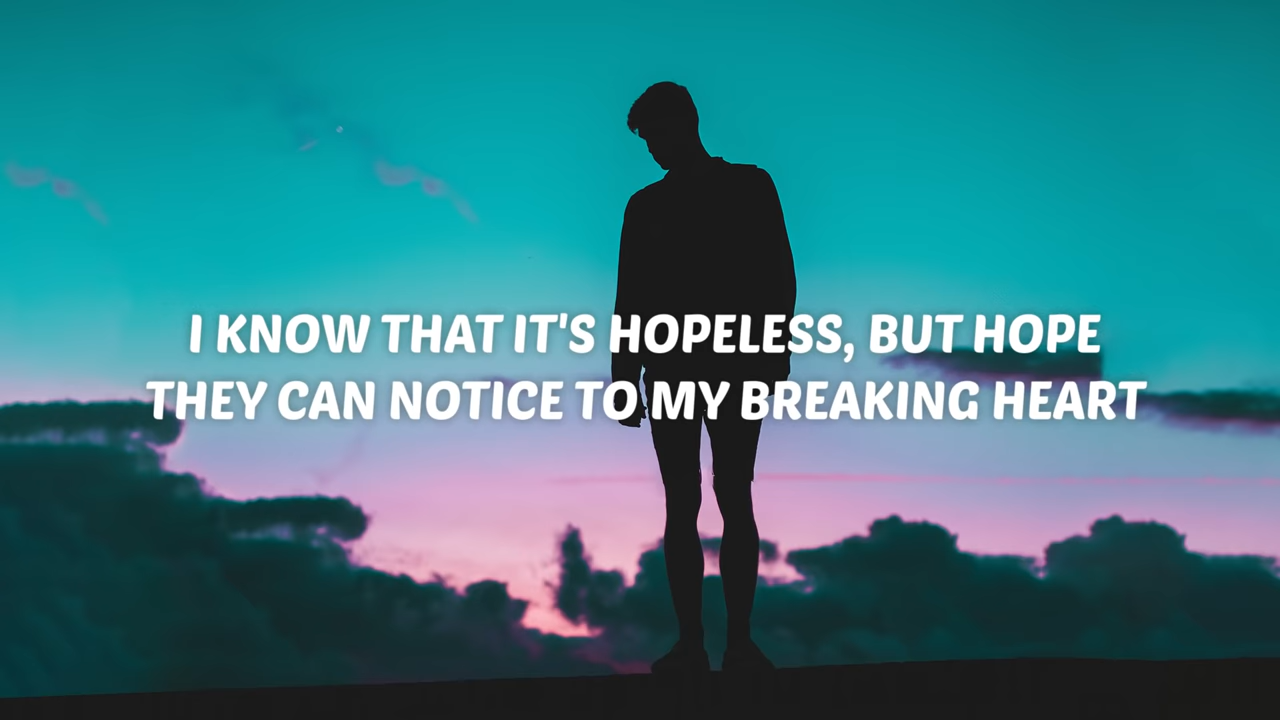 I KNOW THAT IT'S HOPELESS, BUT HOPE
THEY CAN NOTICE TO MY BREAKING HEART